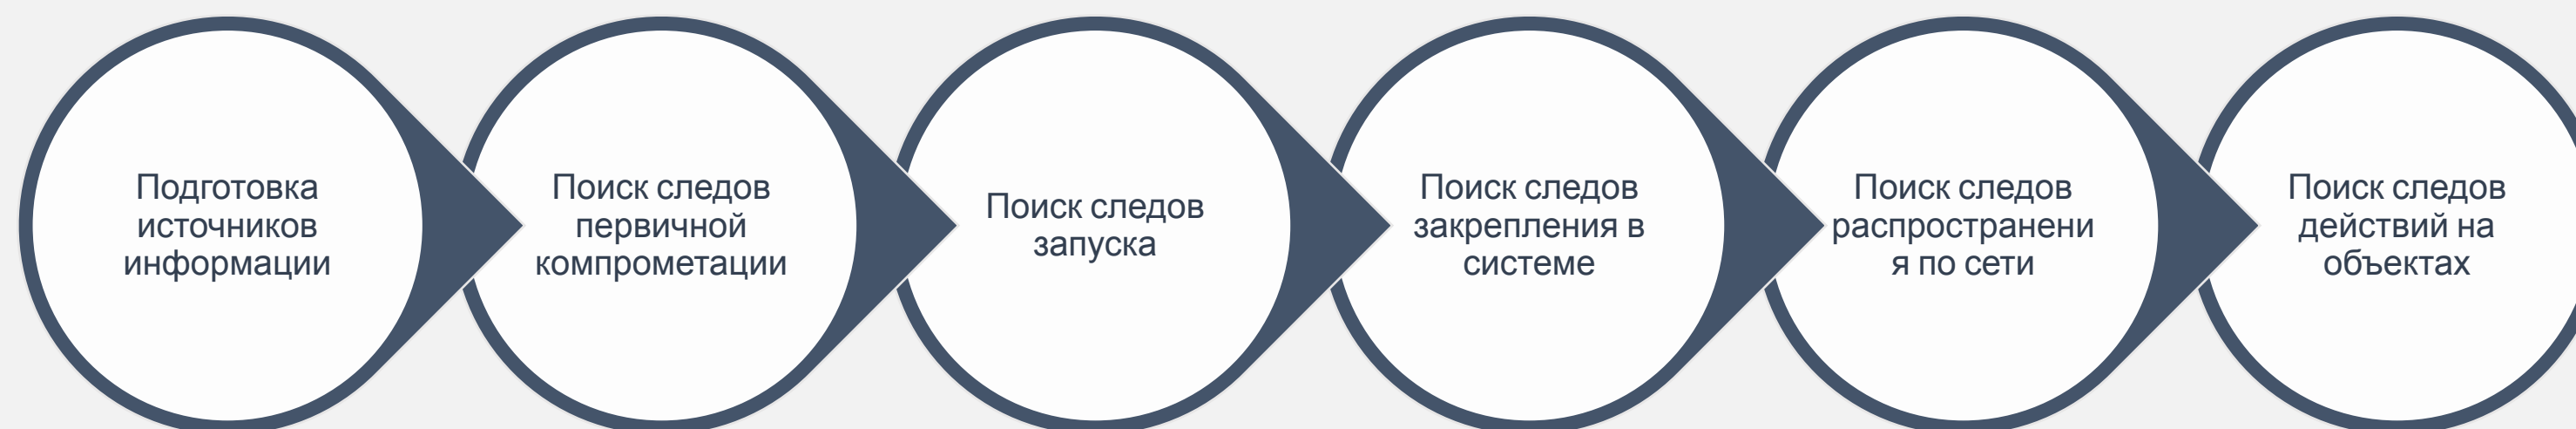 Подготовка
источников
информации
Поиск следов
первичной
компрометации
Поиск следов
запуска
Поиск следов
закрепления в
системе
Поиск следов
распространени
я по сети
Поиск следов
действий на
объектах